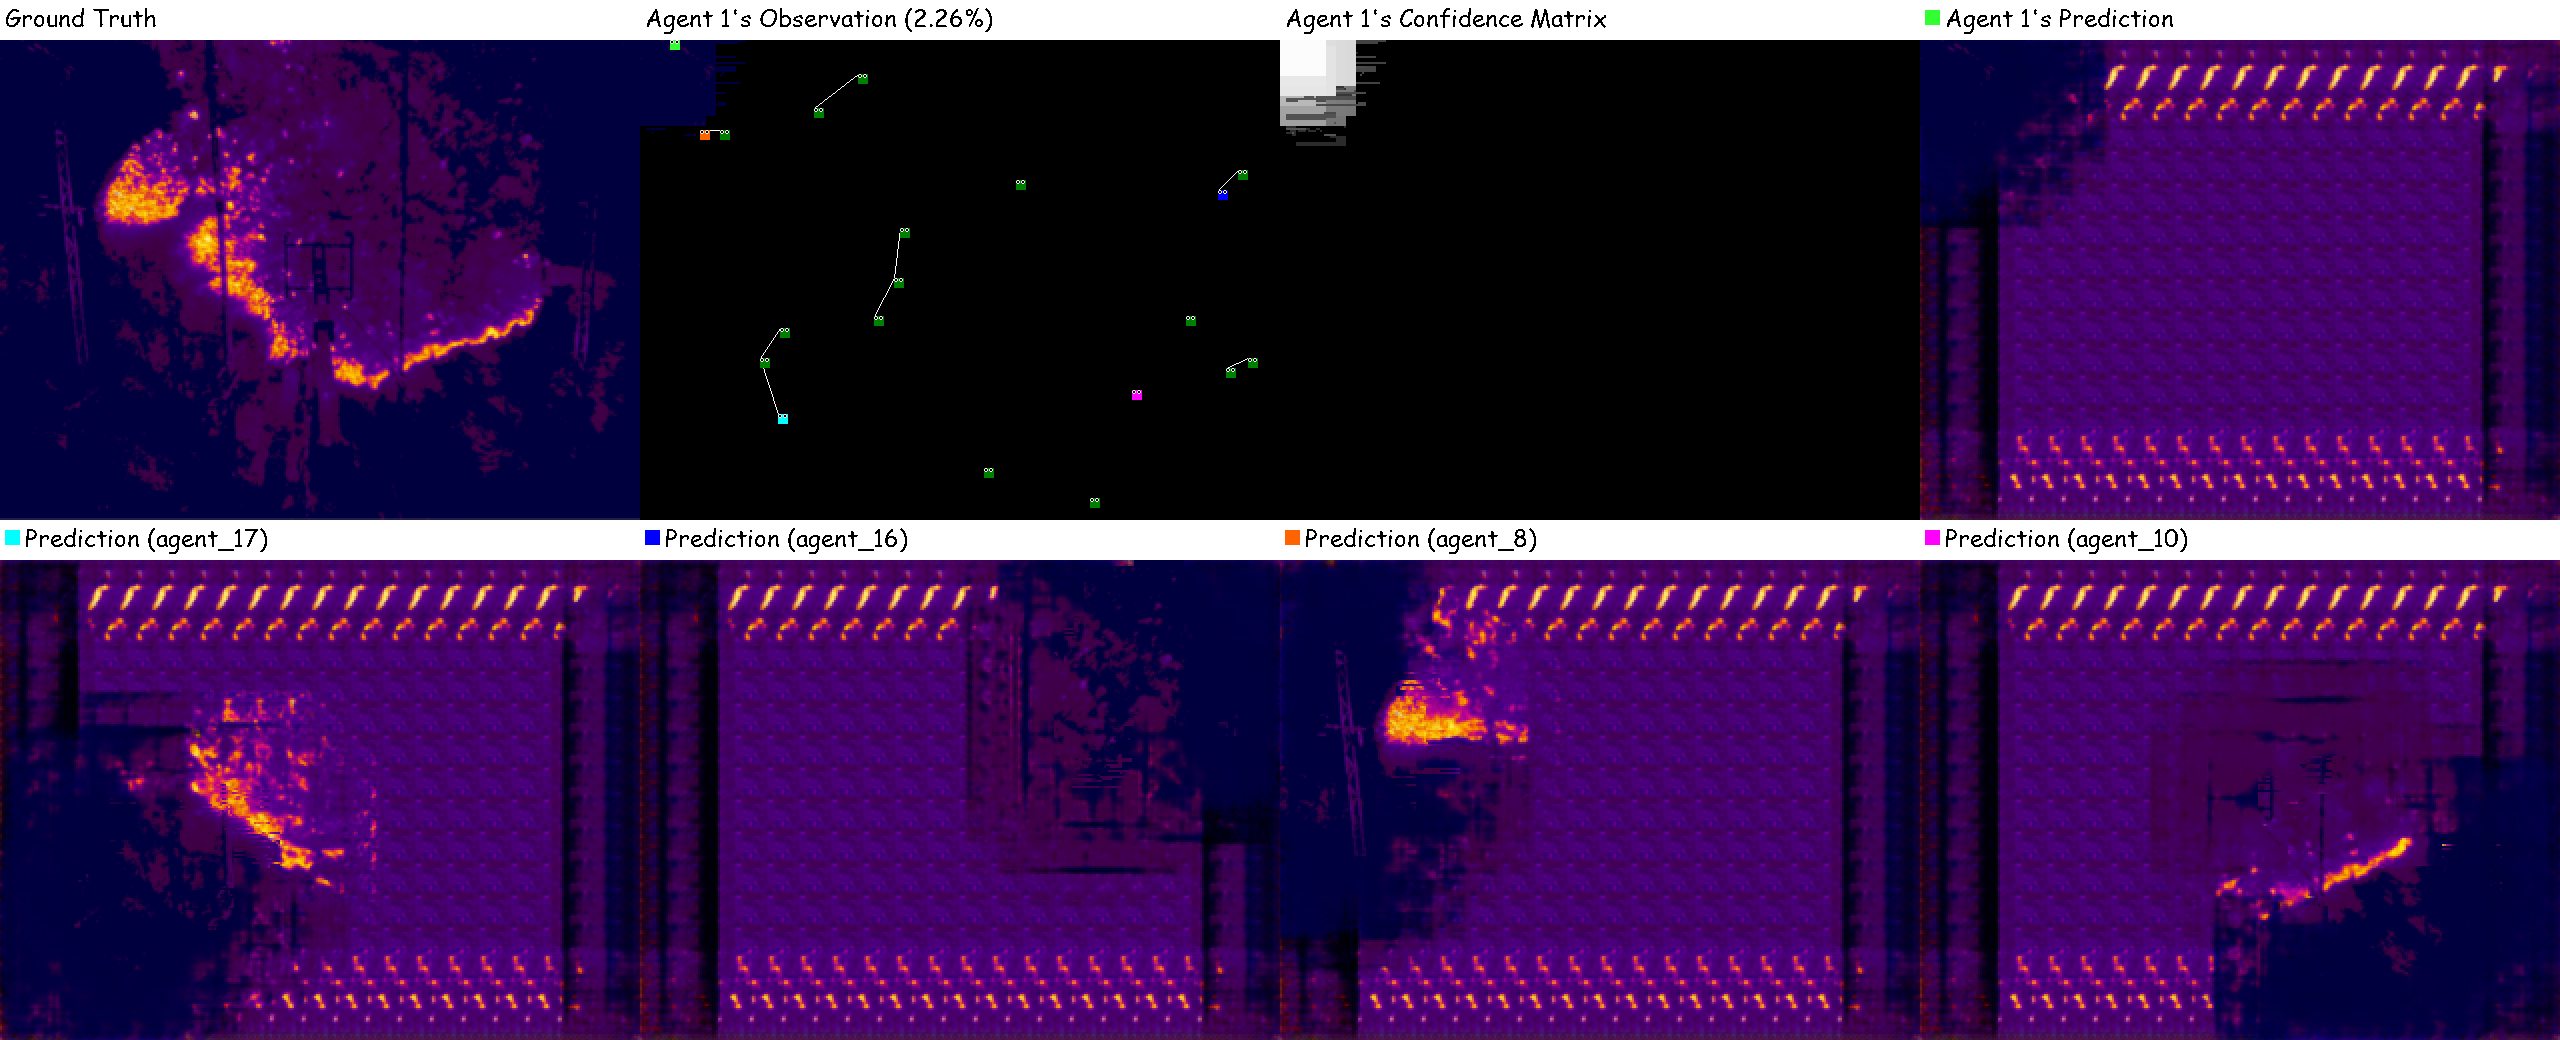 Ground Truth
Agent 1's Observation (2.26%)
Agent 1's Confidence Matrix
Agent 1's Prediction
Prediction (agent_17)
Prediction (agent_16)
Prediction (agent_8)
Prediction (agent_10)